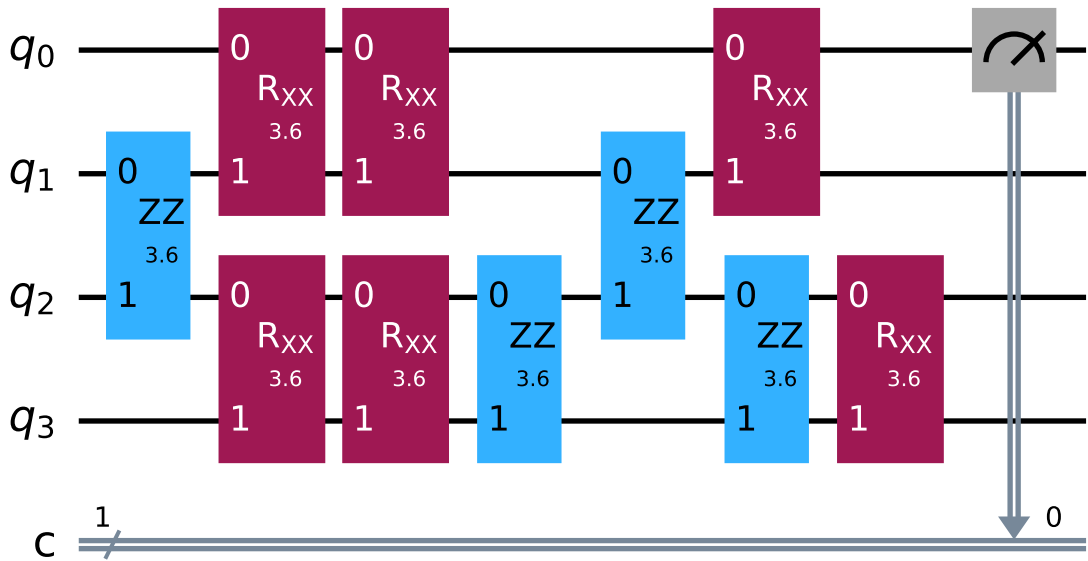 q0 0 0 0
RXX RXX RXX
3.6 3.6 3.6
q1 0 1 1 0 1
ZZ ZZ
3.6 3.6
q2 1 0 0 0 1 0 0
RXX RXX ZZ ZZ RXX
3.6 3.6 3.6 3.6 3.6
q3 1 1 1 1 1
1 0
c